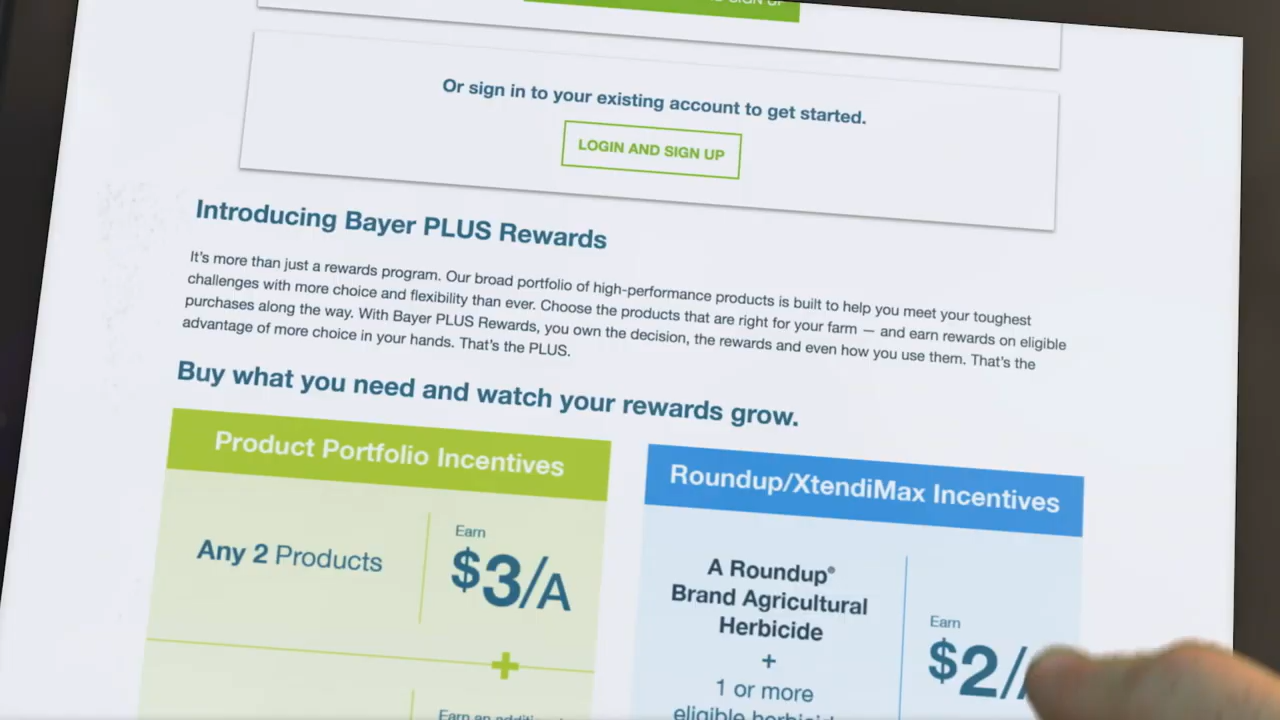 SIGN UP
Or sign in to your existing account to get started.
LOGIN AND SIGN UP
Introducing Bayer PLUS Rewards
It's more than just a rewards program. Our broad portfolio of high-performance products is built to help you meet your toughest
challenges with more choice and flexibility than ever. Choose the products that are right for your farm — and earn rewards on eligible
purchases along the way. With Bayer PLUS Rewards, you own the decision, the rewards and even how you use them. That's the
advantage of more choice in your hands. That's the PLUS.
Buy what you need and watch your rewards grow.
Product Portfolio Incentives
Any 2 Products
Earn
$3/A
+
Earn an
Roundup/XtendiMax Incentives
A Roundup®
Brand Agricultural
Herbicide
+
1 or more
eligible
Earn
$2/